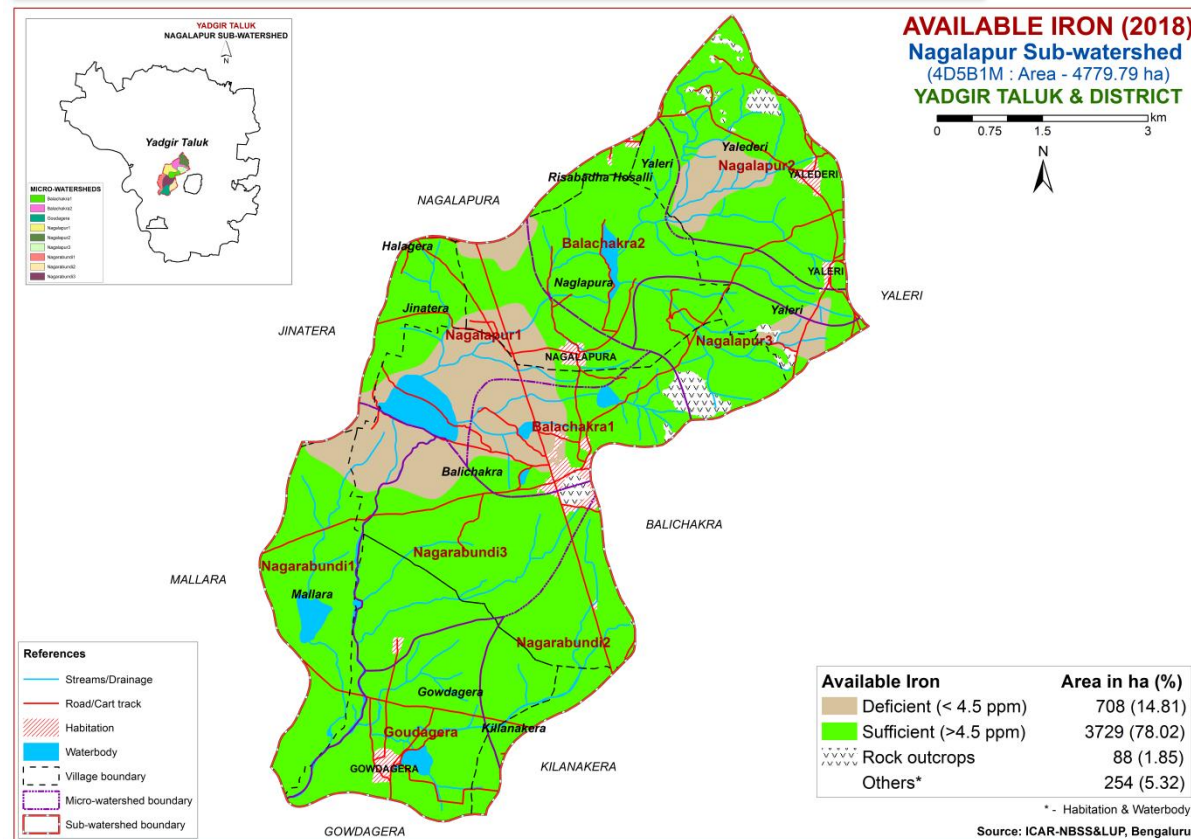 YADGIR TALUK
NAGALAPUR SUB-WATERSHED
N
Yadgir Taluk
MICRO-WATERSHEDS
Balachakra1
Balachakra2
Goudagera
Nagalapur1
Nagalapur2
Nagalapur3
Nagarabundi1
Nagarabundi2
Nagarabundi3
AVAILABLE IRON (2018)
Nagalapur Sub-watershed
(4D5B1M : Area - 4779.79 ha)
YADGIR TALUK & DISTRICT
km
0 0.75 1.5 3
N
Yalederi
Yaleri
Nagalapur2
Risabadha Hosalli
YALEDERI
NAGALAPURA
Halagera
Balachakra2
YALERI
Naglapura
YALERI
Jinatera
Yaleri
JINATERA
Nagalapur1
Nagalapur3
NAGALAPURA
Balachakra1
Balichakra
BALICHAKRA
Nagarabundi3
Nagarabundi1
MALLARA
Mallara
Nagarabundi2
Gowdagera
Goudagera
Killanakera
GOWDAGERA
KILANAKERA
GOWDAGERA
References
Streams/Drainage
Road/Cart track
Habitation
Waterbody
Village boundary
Micro-watershed boundary
Sub-watershed boundary
Available Iron Area in ha (%)
Deficient (< 4.5 ppm) 708 (14.81)
Sufficient (>4.5 ppm) 3729 (78.02)
Rock outcrops 88 (1.85)
Others* 254 (5.32)
* - Habitation & Waterbody
Source: ICAR-NBSS&LUP, Bengaluru